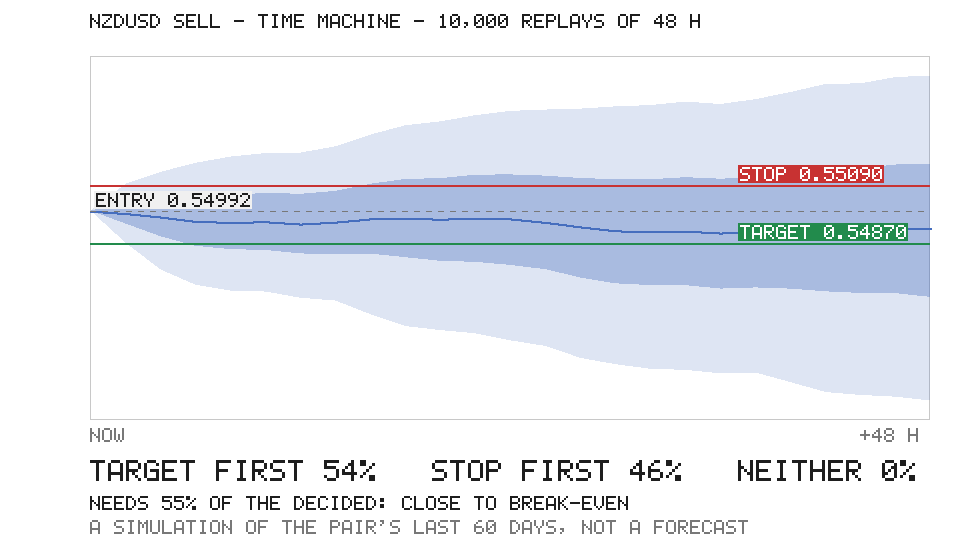 NZDUSD SELL - TIME MACHINE - 10,000 REPLAYS OF 48 H
STOP 0.55090
ENTRY 0.54992
TARGET 0.54870
NOW
+48 H
TARGET FIRST 54%
STOP FIRST 46%
NEITHER 0%
NEEDS 55% OF THE DECIDED: CLOSE TO BREAK-EVEN
A SIMULATION OF THE PAIR'S LAST 60 DAYS, NOT A FORECAST